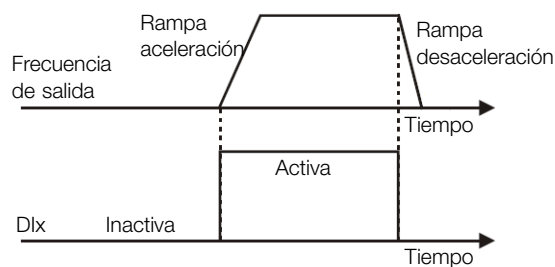 Rampa
aceleración
Rampa
desaceleración
Frecuencia
de salida
Tiempo
Activa
DIx
Inactiva
Tiempo